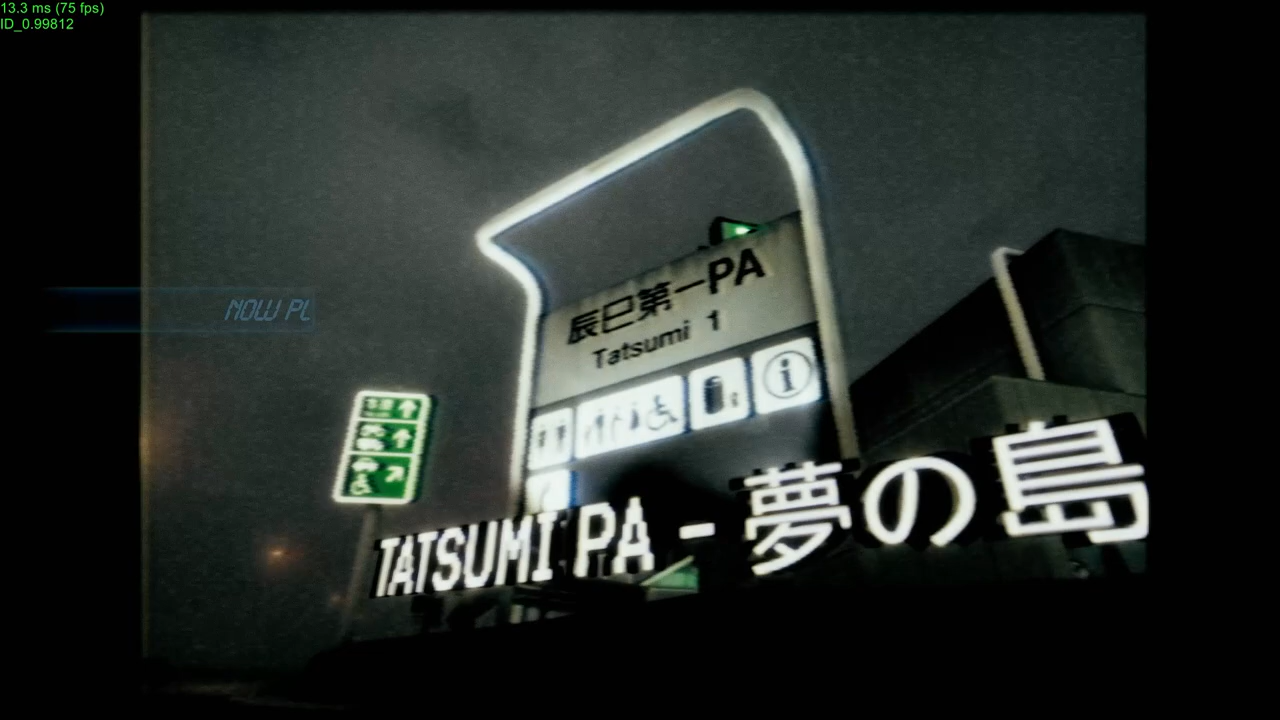 13.3 ms (75 fps)
ID_0.99812
辰巳第一PA
Tatsumi 1
i
NOW PL
TATSUMI PA - 夢の島